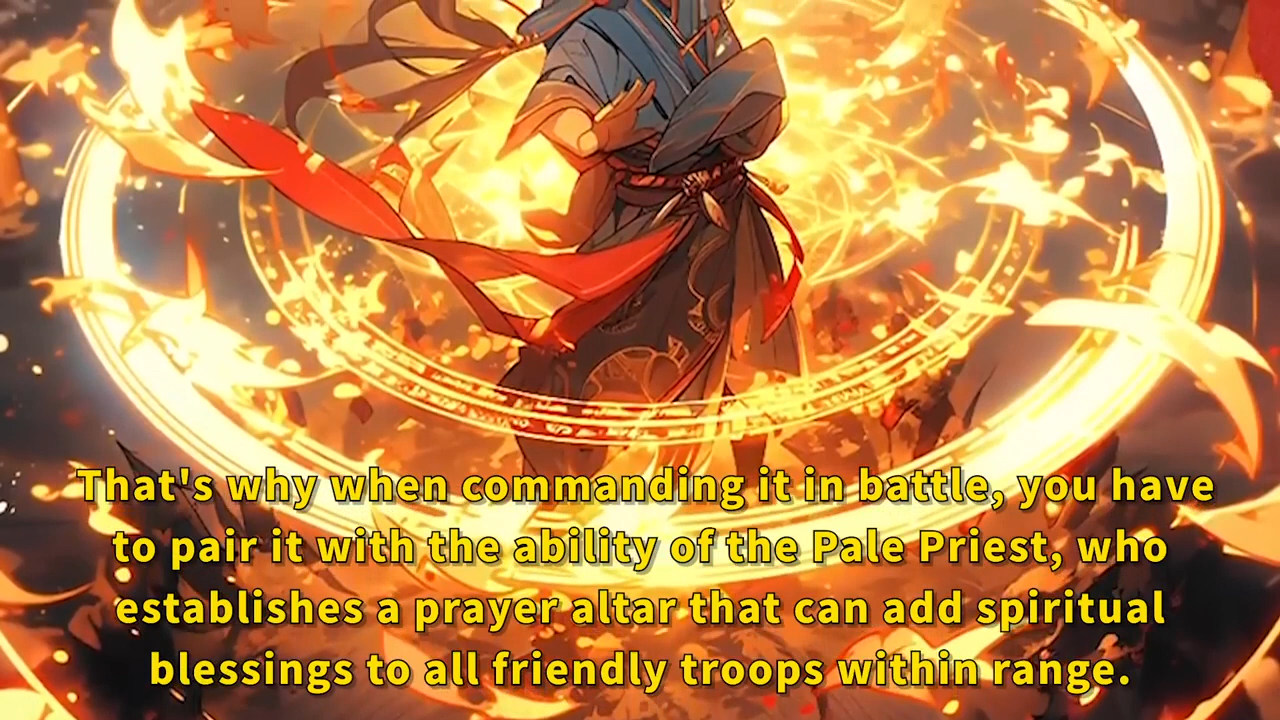 That's why when commanding it in battle, you have
to pair it with the ability of the Pale Priest, who
establishes a prayer altar that can add spiritual
blessings to all friendly troops within range.